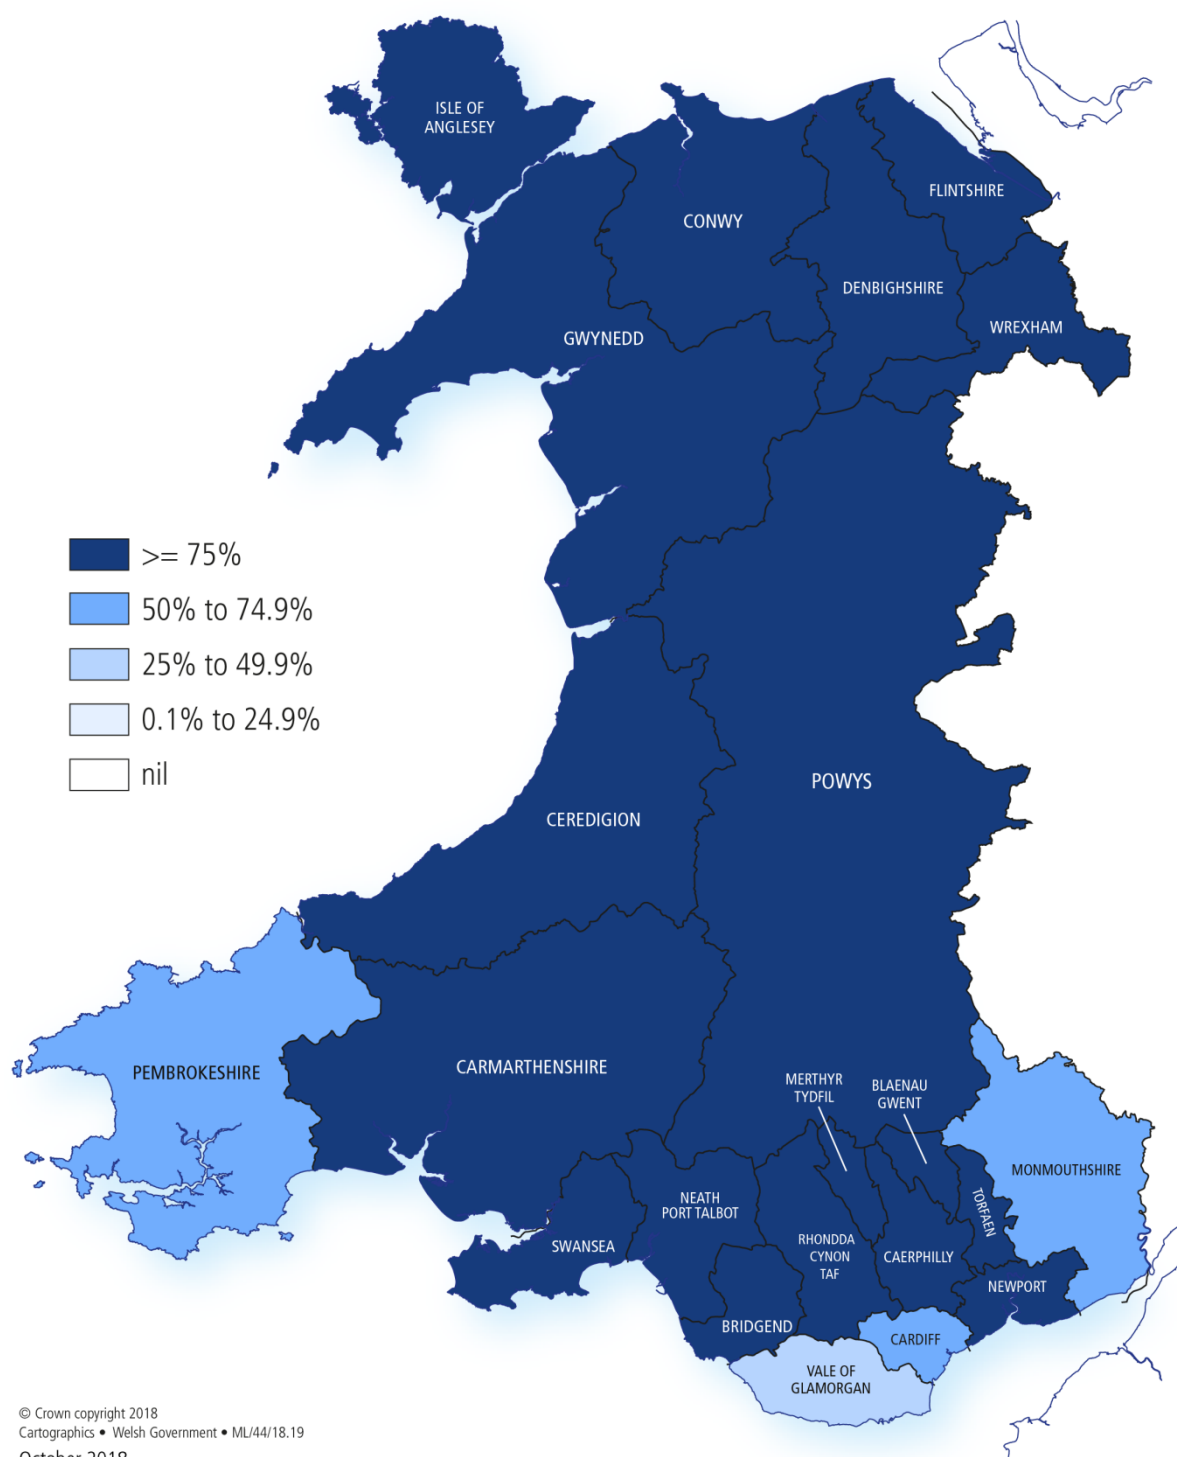 ISLE OF
ANGLESEY
FLINTSHIRE
CONWY
DENBIGHSHIRE
WREXHAM
GWYNEDD
>= 75%
50% to 74.9%
25% to 49.9%
0.1% to 24.9%
nil
POWYS
CEREDIGION
PEMBROKESHIRE
CARMARTHENSHIRE
MERTHYR
TYDFIL
BLAENAU
GWENT
MONMOUTHSHIRE
NEATH
PORT TALBOT
TORFAEN
SWANSEA
RHONDDA
CYNON
TAF
CAERPHILLY
NEWPORT
BRIDGEND
CARDIFF
VALE OF
GLAMORGAN
© Crown copyright 2018
Cartographics • Welsh Government • ML/44/18.19
October 2018